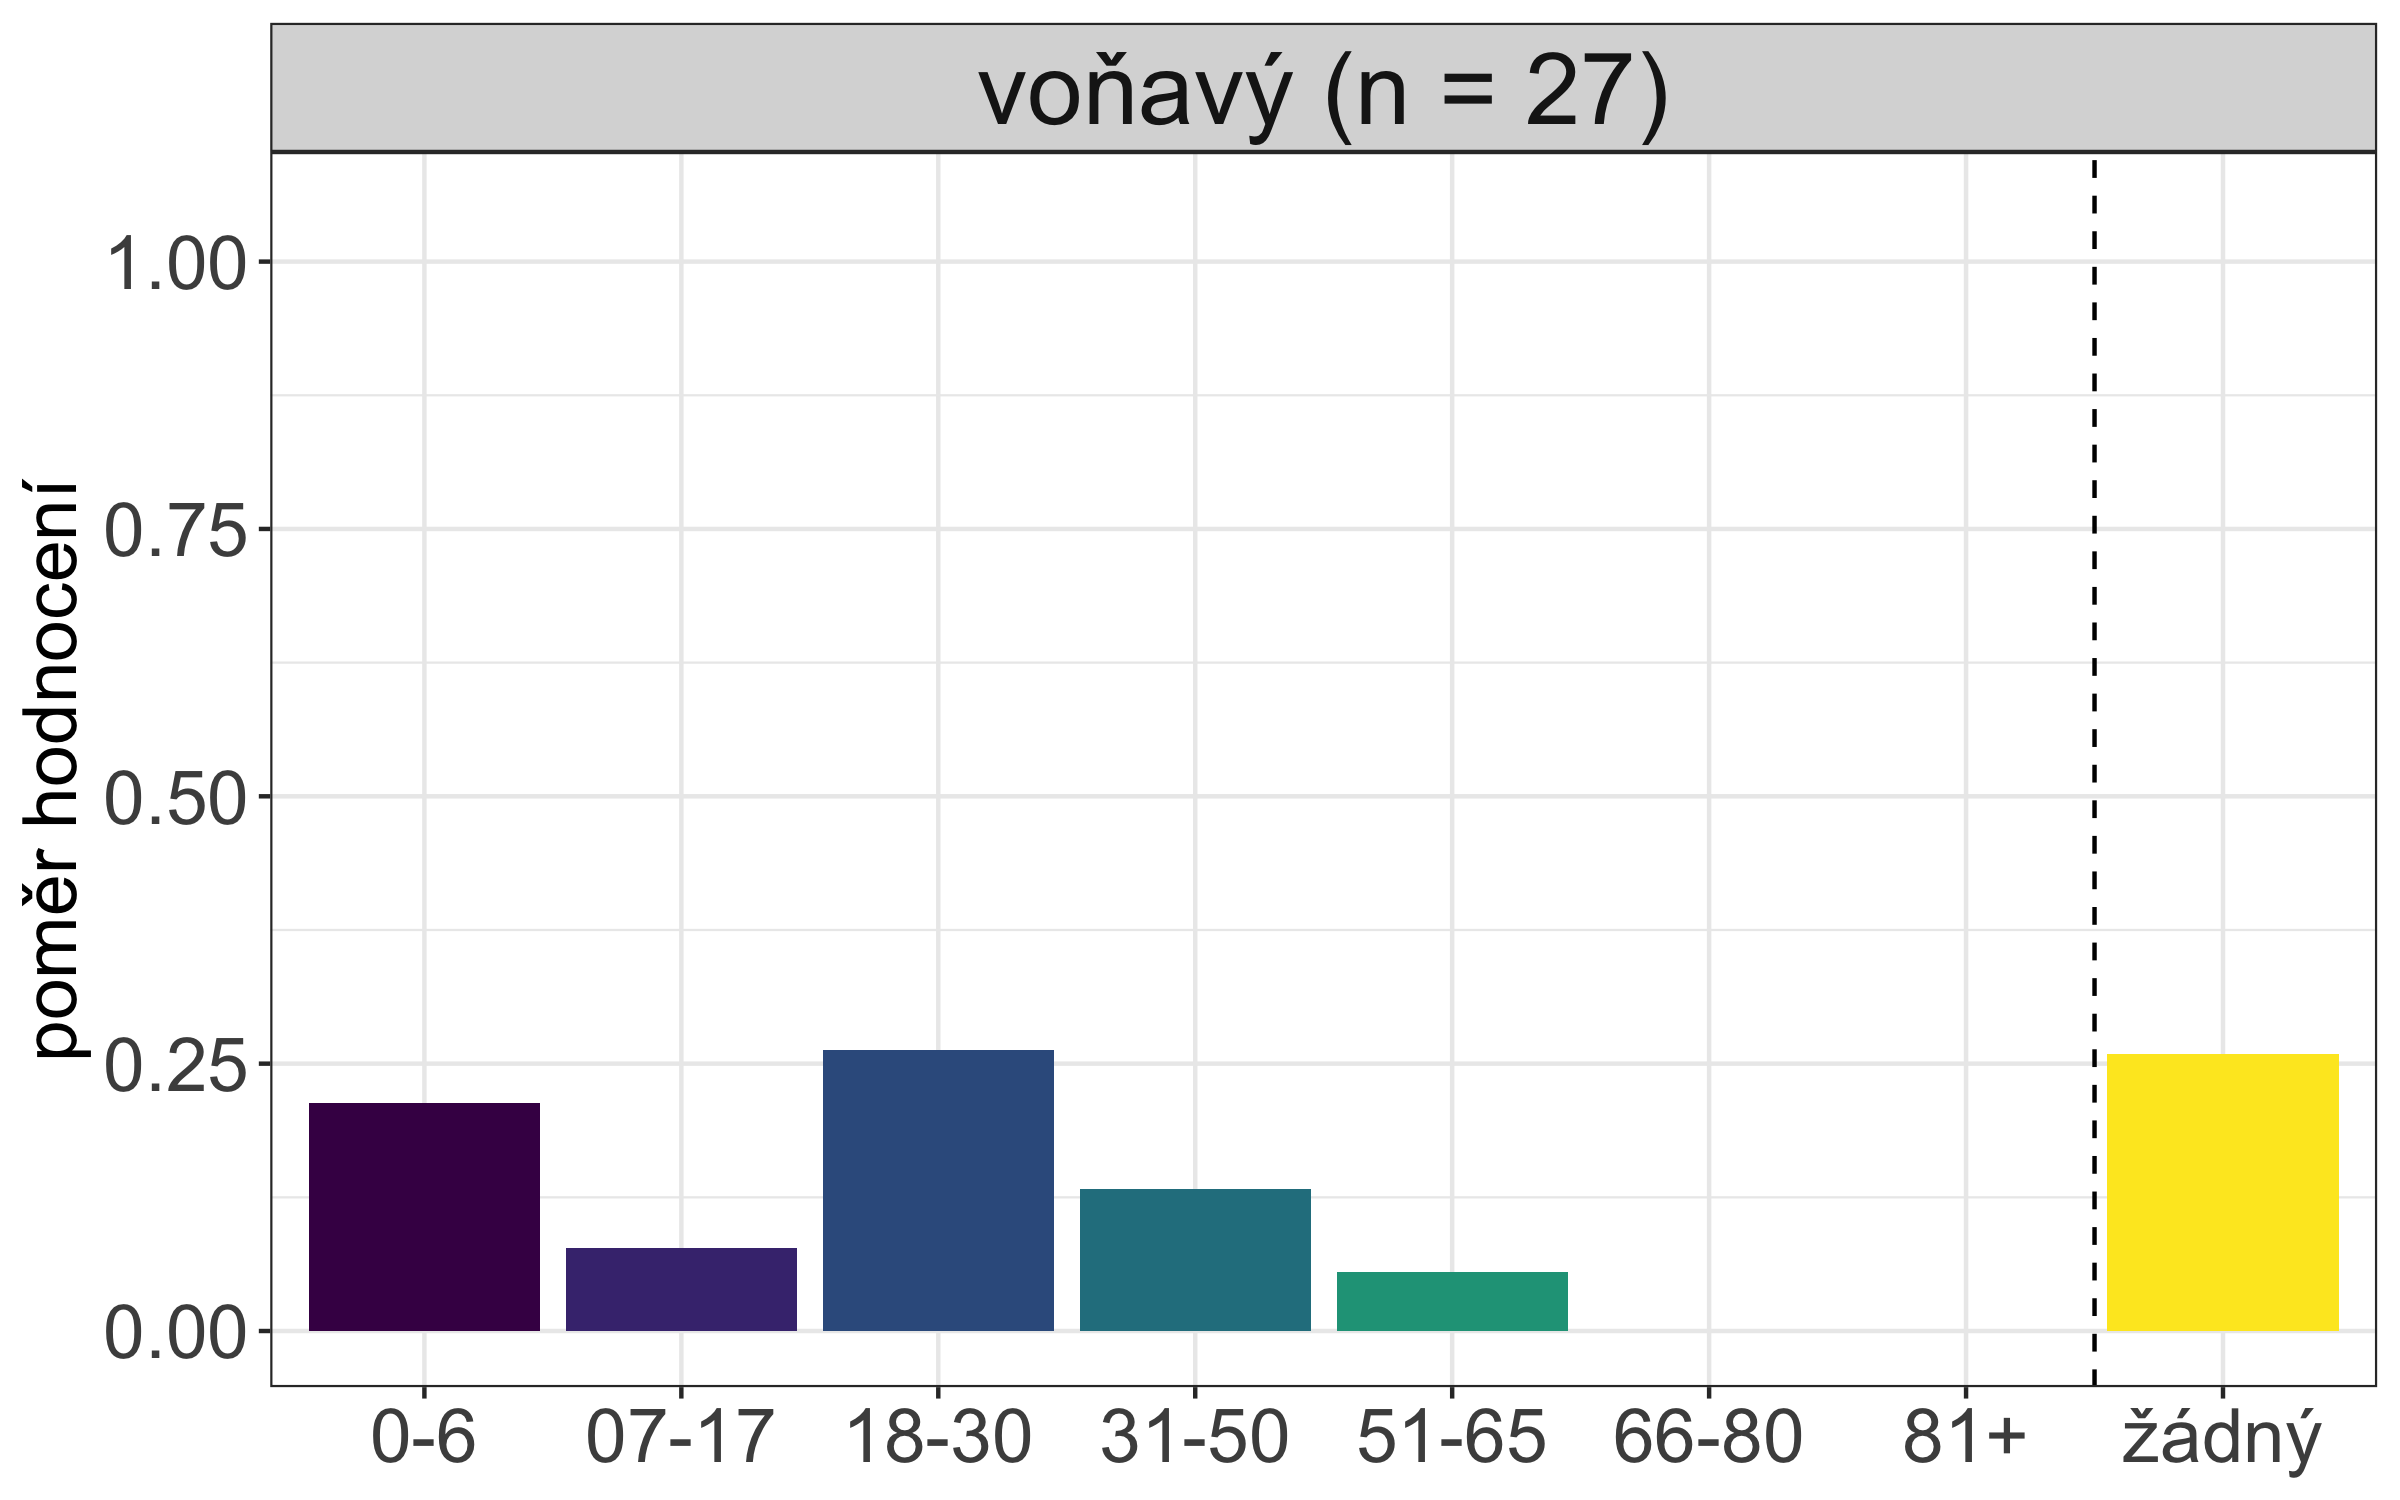 voňavý (n = 27)
poměr hodnocení
1.00
0.75
0.50
0.25
0.00
0-6 07-17 18-30 31-50 51-65 66-80 81+ žádný